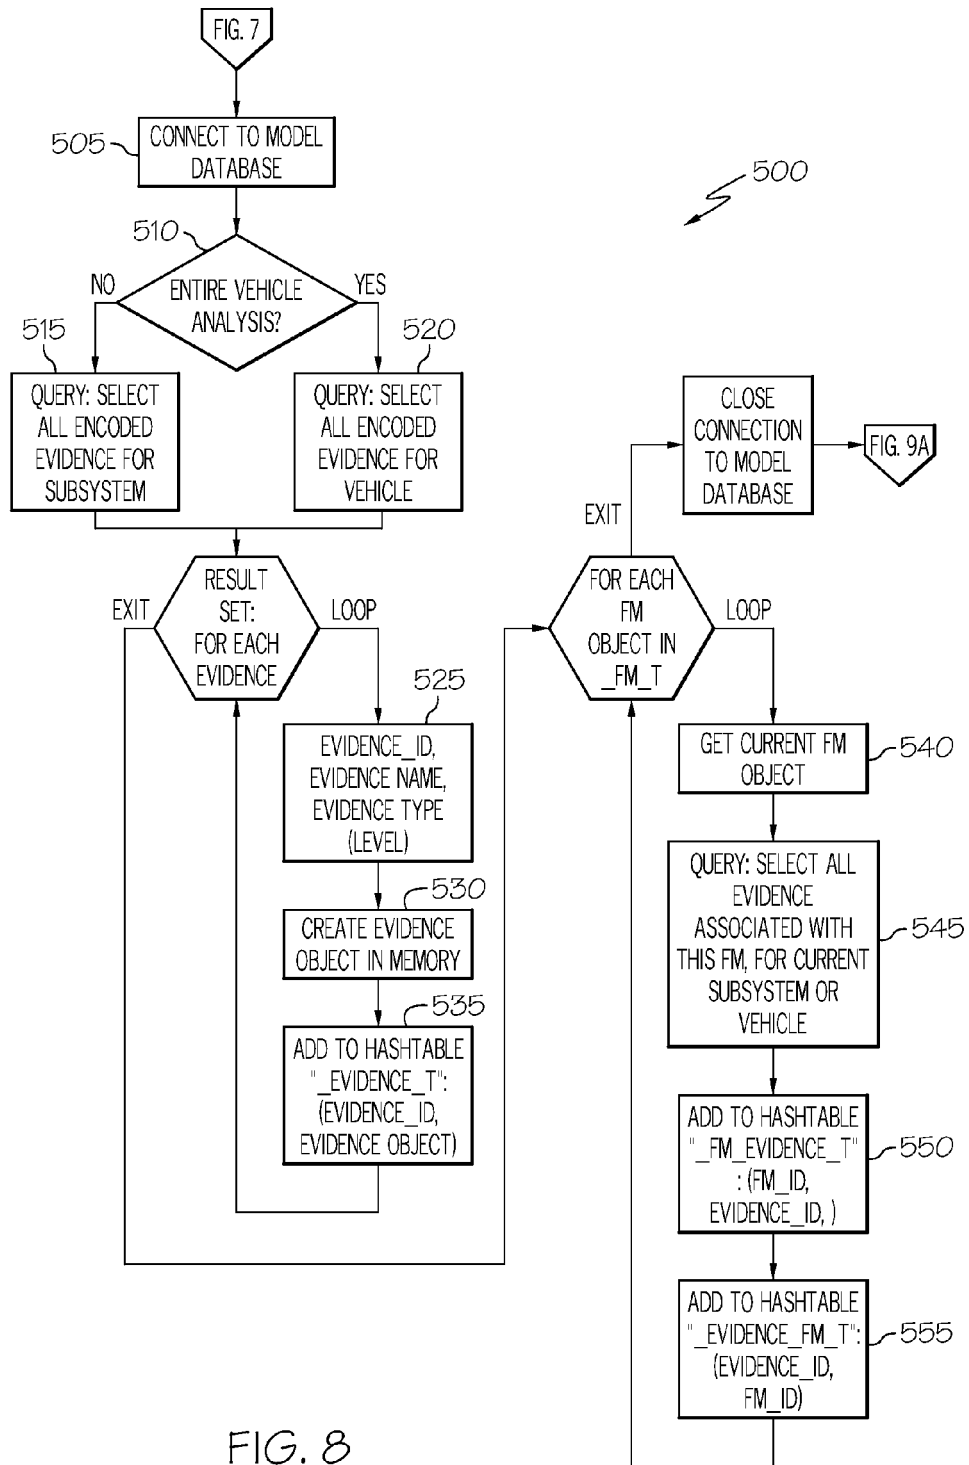 FIG. 7
505
CONNECT TO MODEL
DATABASE
500
510
NO
YES
ENTIRE VEHICLE
ANALYSIS?
515
520
QUERY: SELECT
ALL ENCODED
EVIDENCE FOR
SUBSYSTEM
QUERY: SELECT
ALL ENCODED
EVIDENCE FOR
VEHICLE
RESULT
SET:
FOR EACH
EVIDENCE
EXIT
LOOP
525
EVIDENCE_ID,
EVIDENCE NAME,
EVIDENCE TYPE
(LEVEL)
530
CREATE EVIDENCE
OBJECT IN MEMORY
535
ADD TO HASHTABLE
"_EVIDENCE_T":
(EVIDENCE_ID,
EVIDENCE OBJECT)
CLOSE
CONNECTION
TO MODEL
DATABASE
FIG. 9A
EXIT
FOR EACH
FM
OBJECT IN
_FM_T
LOOP
GET CURRENT FM
OBJECT
540
QUERY: SELECT ALL
EVIDENCE
ASSOCIATED WITH
THIS FM, FOR CURRENT
SUBSYSTEM OR
VEHICLE
545
ADD TO HASHTABLE
"_FM_EVIDENCE_T"
: (FM_ID,
EVIDENCE_ID, )
550
ADD TO HASHTABLE
"_EVIDENCE_FM_T":
(EVIDENCE_ID,
FM_ID)
555
FIG. 8